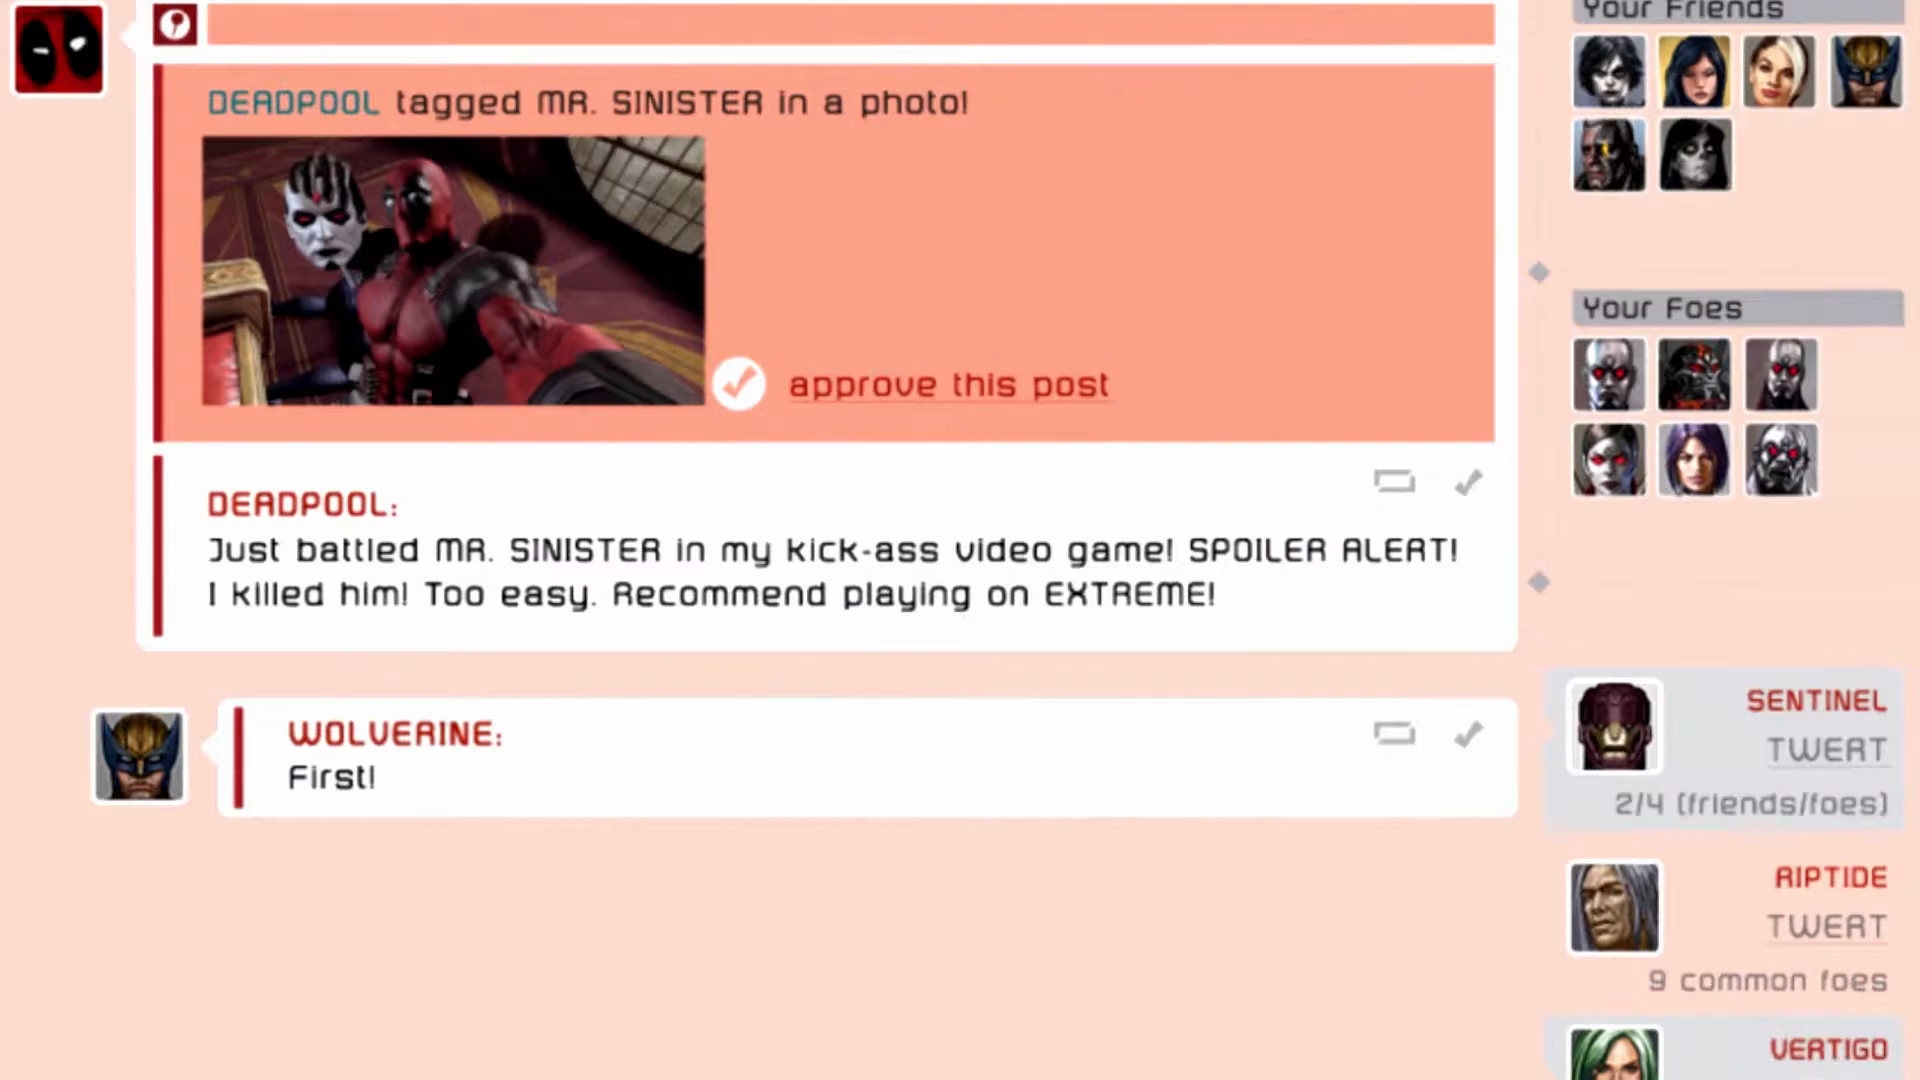 Your Friends
DEADPOOL tagged MR. SINISTER in a photo!
approve this post
Your Foes
DEADPOOL:
Just battled MR. SINISTER in my kick-ass video game! SPOILER ALERT!
I killed him! Too easy. Recommend playing on EXTREME!
WOLVERINE:
First!
SENTINEL
TWERT
2/4 (friends/foes)
RIPTIDE
TWERT
9 common foes
VERTIGO